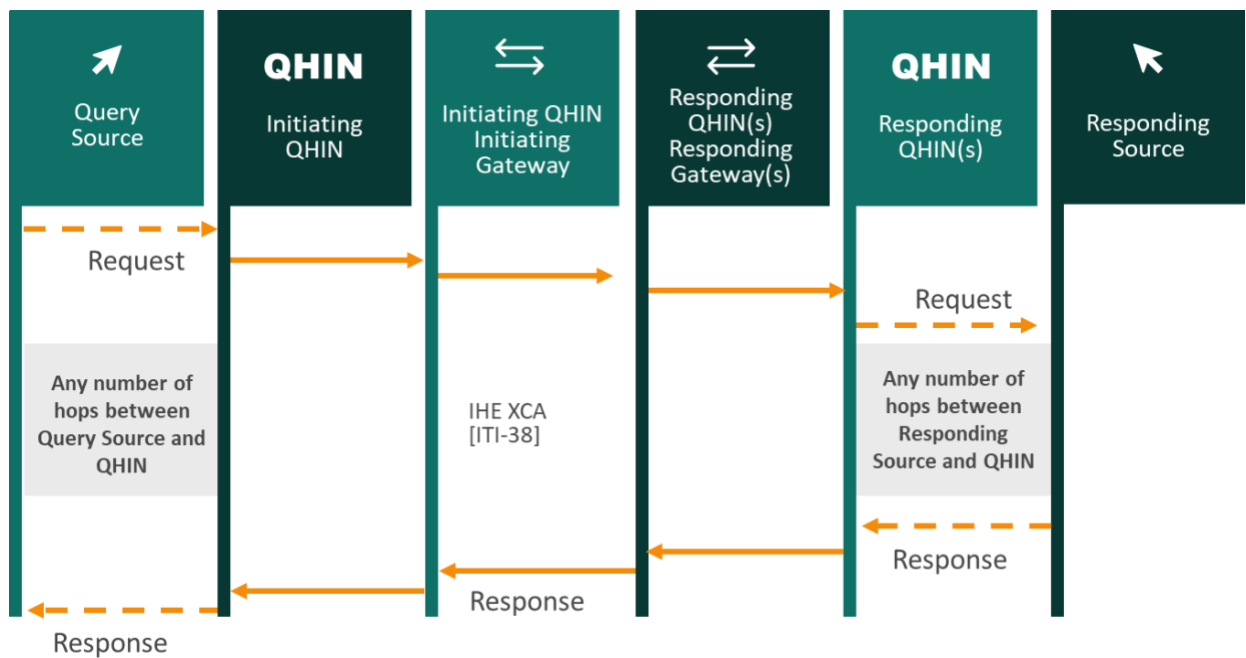 Query
Source
QHIN
Initiating
QHIN
Initiating QHIN
Initiating
Gateway
Responding
QHIN(s)
Responding
Gateway(s)
QHIN
Responding
QHIN(s)
Responding
Source
Request
Request
Any number of
hops between
Query Source and
QHIN
IHE XCA
[ITI-38]
Any number of
hops between
Responding
Source and QHIN
Response
Response
Response